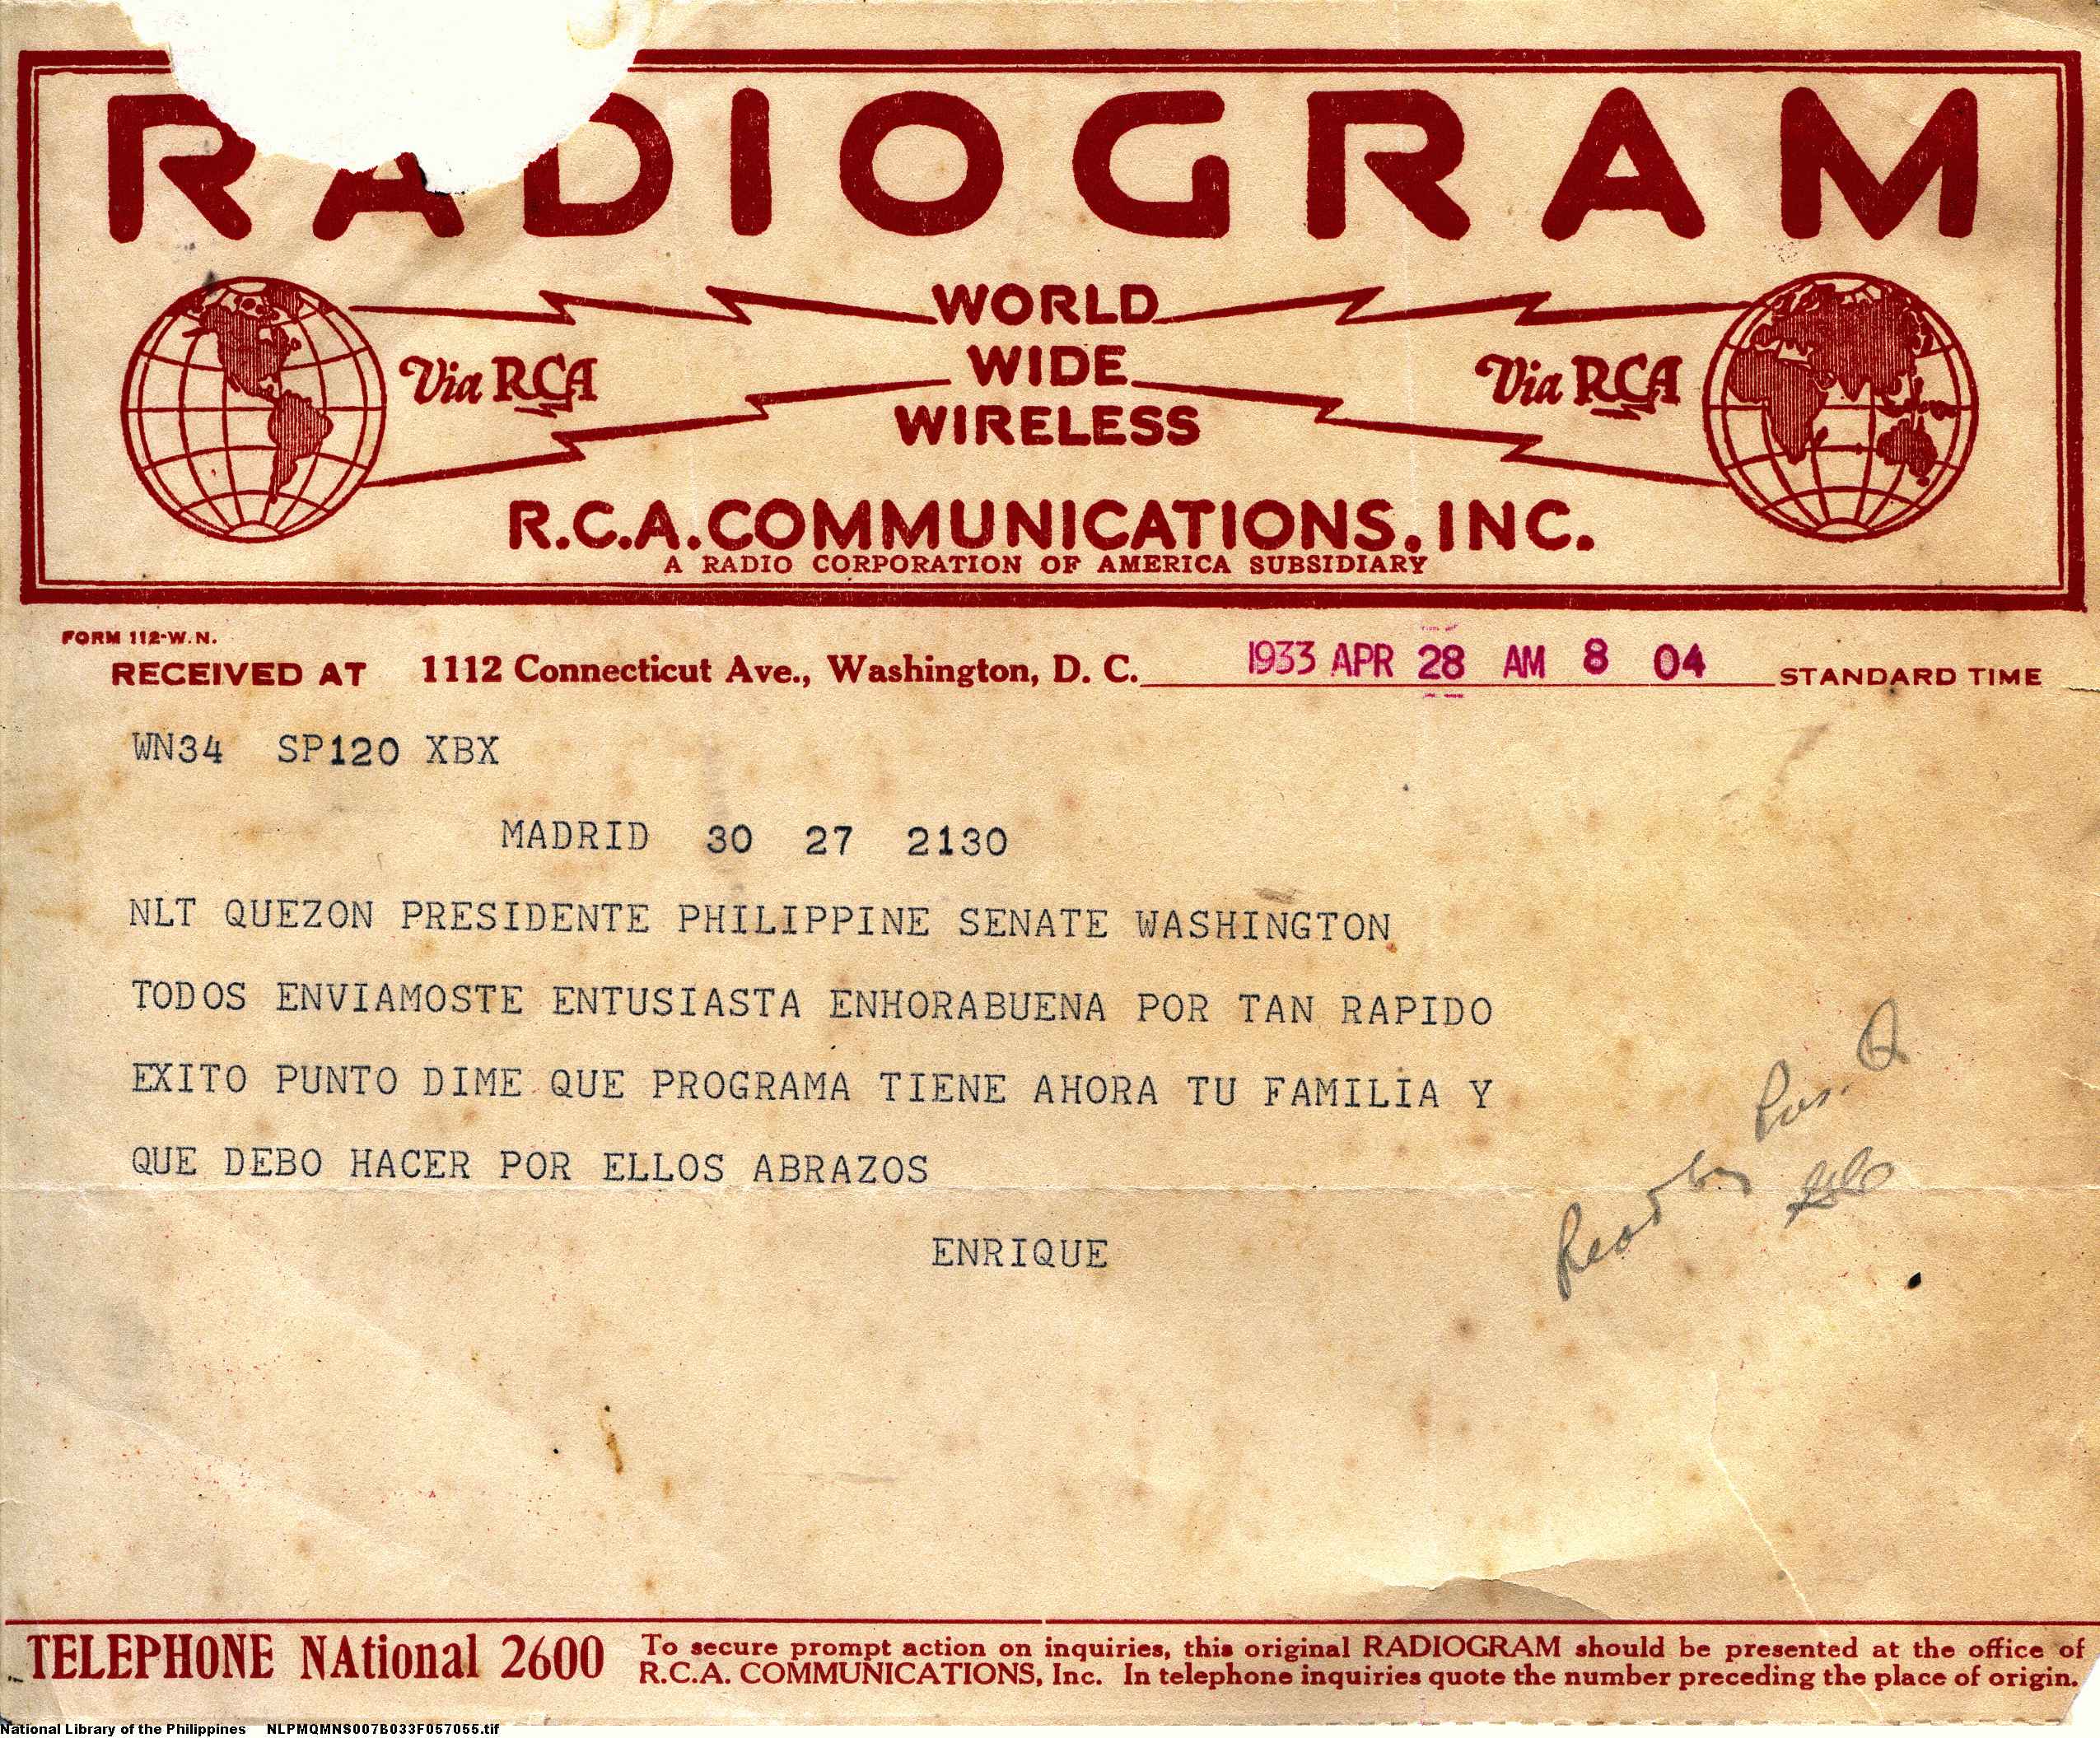 RADIOGRAM
WORLD
WIDE
WIRELESS
Via RCA
Via RCA
R.C.A. COMMUNICATIONS, INC.
A RADIO CORPORATION OF AMERICA SUBSIDIARY
FORM 112-W.N.
RECEIVED AT 1112 Connecticut Ave., Washington, D. C. 1933 APR 28 AM 8 04 STANDARD TIME
WN34 SP120 XBX
MADRID 30 27 2130
NLT QUEZON PRESIDENTE PHILIPPINE SENATE WASHINGTON
TODOS ENVIAMOSTE ENTUSIASTA ENHORABUENA POR TAN RAPIDO
EXITO PUNTO DIME QUE PROGRAMA TIENE AHORA TU FAMILIA Y
QUE DEBO HACER POR ELLOS ABRAZOS
ENRIQUE
Read by Pres. Q
TELEPHONE NAtional 2600 To secure prompt action on inquiries, this original RADIOGRAM should be presented at the office of
R.C.A. COMMUNICATIONS, Inc. In telephone inquiries quote the number preceding the place of origin.
National Library of the Philippines NLPMQMNS007B033F057055.tif